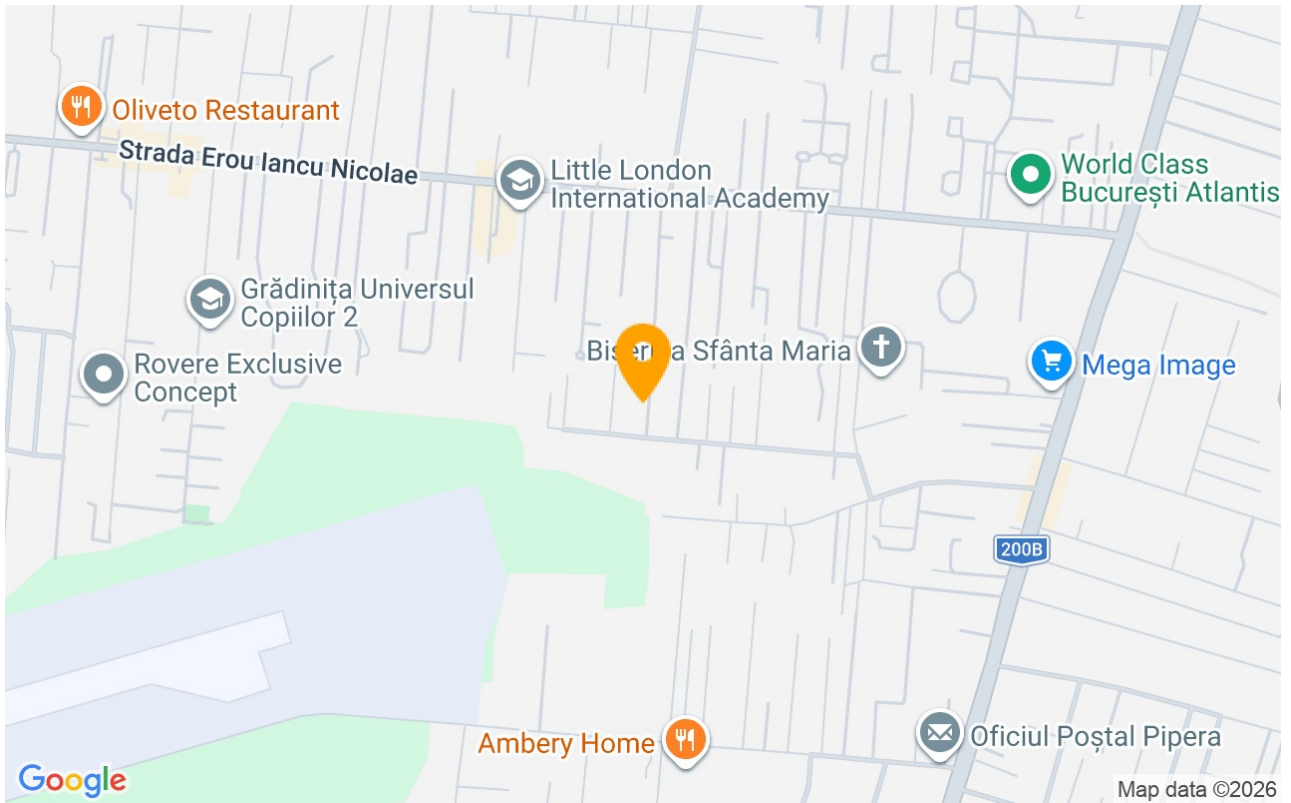 Oliveto Restaurant
Strada Erou Iancu Nicolae
Little London
International Academy
World Class
București Atlantis
Grădinița Universul
Copiilor 2
Rovere Exclusive
Concept
Biserica Sfânta Maria
Mega Image
200B
Ambery Home
Oficiul Poștal Pipera
Google
Map data ©2026